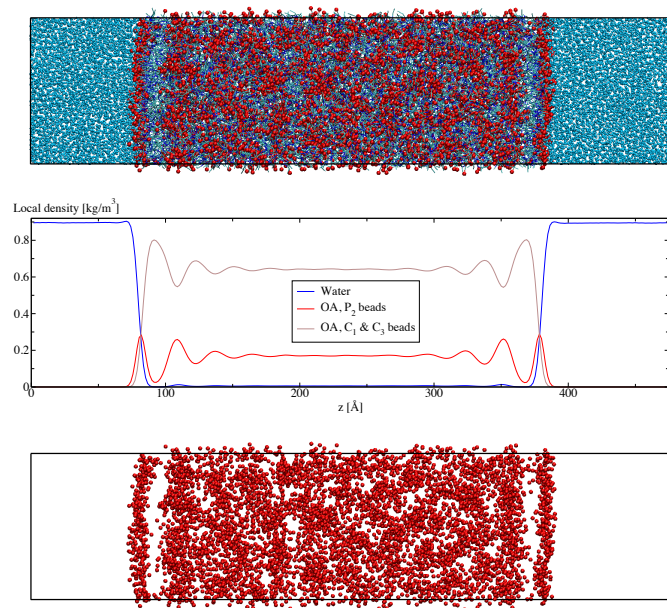 Local density [kg/m³]
0.8
0.6
0.4
0.2
0
Water
OA, P₂ beads
OA, C₁ & C₃ beads
100
200
300
400
z [Å]